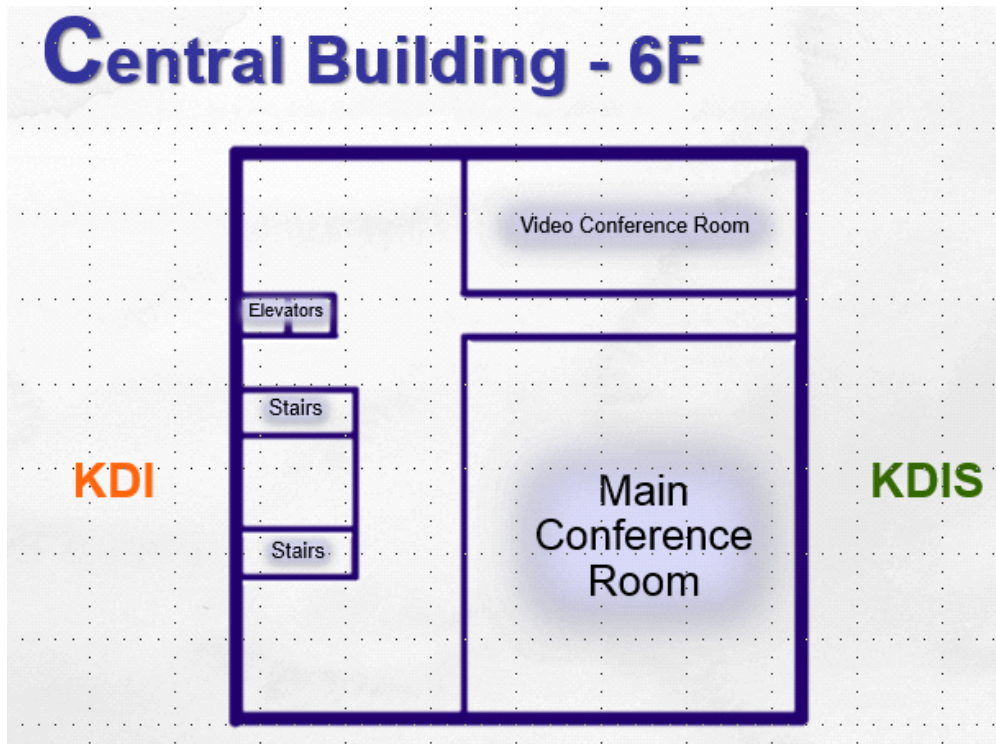 Central Building - 6F
Video Conference Room
Elevators
Stairs
KDI
KDIS
Main
Conference
Room
Stairs